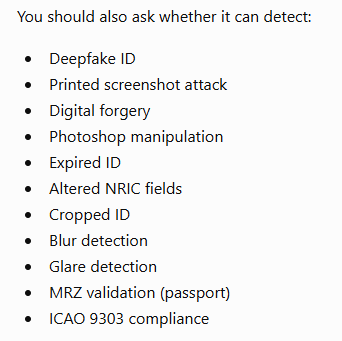 You should also ask whether it can detect:
• Deepfake ID
• Printed screenshot attack
• Digital forgery
• Photoshop manipulation
• Expired ID
• Altered NRIC fields
• Cropped ID
• Blur detection
• Glare detection
• MRZ validation (passport)
• ICAO 9303 compliance